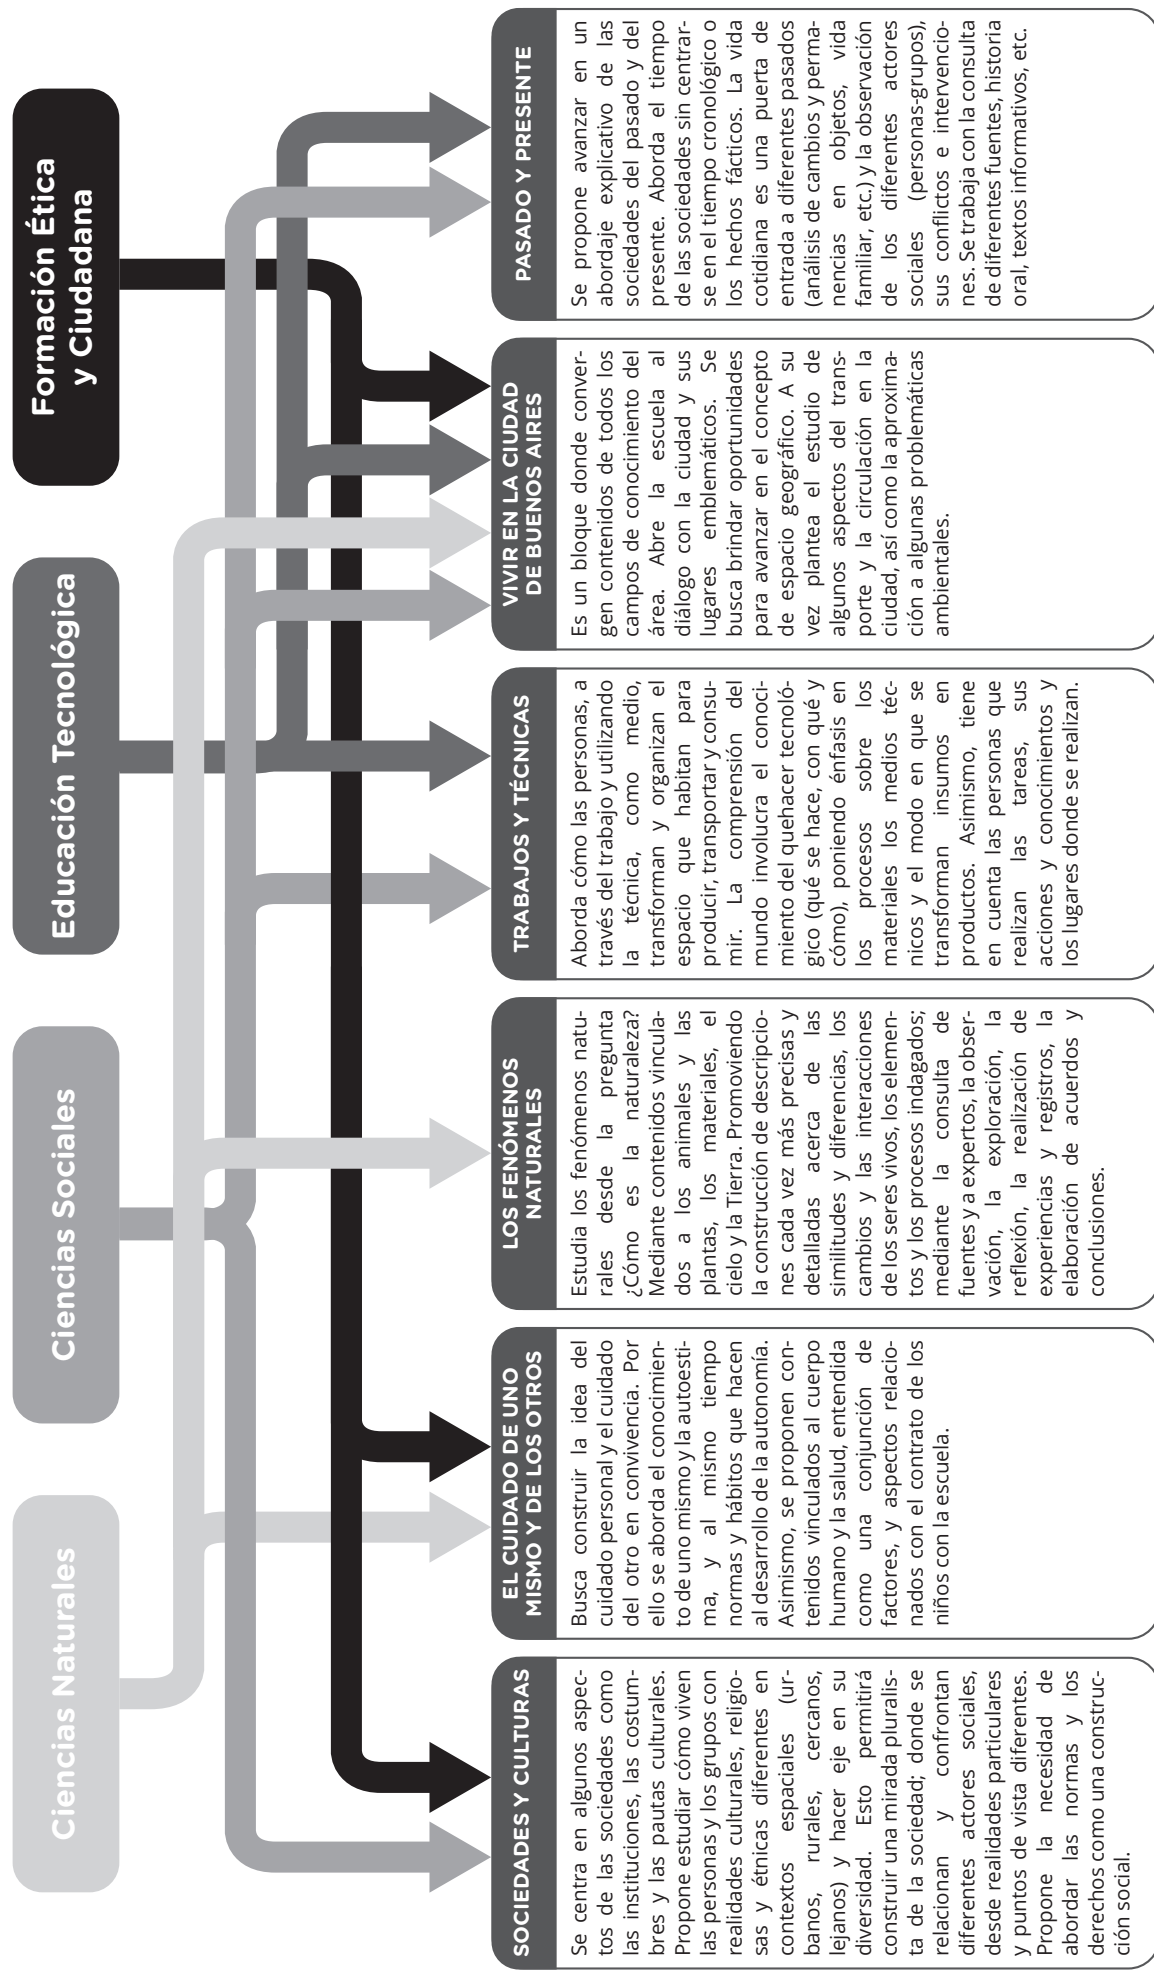 Ciencias Naturales
Ciencias Sociales
Educación Tecnológica
Formación Ética
y Ciudadana
SOCIEDADES Y CULTURAS
Se centra en algunos aspec-
tos de las sociedades como
las instituciones, las costum-
bres y las pautas culturales.
Propone estudiar cómo viven
las personas y los grupos con
realidades culturales, religio-
sas y étnicas diferentes en
contextos espaciales (ur-
banos, rurales, cercanos,
lejanos) y hacer eje en su
diversidad. Esto permitirá
construir una mirada pluralis-
ta de la sociedad; donde se
relacionan y confrontan
diferentes actores sociales,
desde realidades particulares
y puntos de vista diferentes.
Propone la necesidad de
abordar las normas y los
derechos como una construc-
ción social.
EL CUIDADO DE UNO
MISMO Y DE LOS OTROS
Busca construir la idea del
cuidado personal y el cuidado
del otro en convivencia. Por
ello se aborda el conocimien-
to de uno mismo y la autoesti-
ma, y al mismo tiempo
normas y hábitos que hacen
al desarrollo de la autonomía.
Asimismo, se proponen con-
tenidos vinculados al cuerpo
humano y la salud, entendida
como una conjunción de
factores, y aspectos relacio-
nados con el contrato de los
niños con la escuela.
LOS FENÓMENOS
NATURALES
Estudia los fenómenos natu-
rales desde la pregunta
¿Cómo es la naturaleza?
Mediante contenidos vincula-
dos a los animales y las
plantas, los materiales, el
cielo y la Tierra. Promoviendo
la construcción de descripcio-
nes cada vez más precisas y
detalladas acerca de las
similitudes y diferencias, los
cambios y las interacciones
de los seres vivos, los elemen-
tos y los procesos indagados;
mediante la consulta de
fuentes y a expertos, la obser-
vación, la exploración, la
reflexión, la realización de
experiencias y registros, la
elaboración de acuerdos y
conclusiones.
TRABAJOS Y TÉCNICAS
Aborda cómo las personas, a
través del trabajo y utilizando
la técnica, como medio,
transforman y organizan el
espacio que habitan para
producir, transportar y consu-
mir. La comprensión del
mundo involucra el conoci-
miento del quehacer tecnoló-
gico (qué se hace, con qué y
cómo), poniendo énfasis en
los procesos sobre los
materiales los medios téc-
nicos y el modo en que se
transforman insumos en
productos. Asimismo, tiene
en cuenta las personas que
realizan las tareas, sus
acciones y conocimientos y
los lugares donde se realizan.
VIVIR EN LA CIUDAD
DE BUENOS AIRES
Es un bloque donde conver-
gen contenidos de todos los
campos de conocimiento del
área. Abre la escuela al
diálogo con la ciudad y sus
lugares emblemáticos. Se
busca brindar oportunidades
para avanzar en el concepto
de espacio geográfico. A su
vez plantea el estudio de
algunos aspectos del trans-
porte y la circulación en la
ciudad, así como la aproxima-
ción a algunas problemáticas
ambientales.
PASADO Y PRESENTE
Se propone avanzar en un
abordaje explicativo de las
sociedades del pasado y del
presente. Aborda el tiempo
de las sociedades sin centrar-
se en el tiempo cronológico o
los hechos fácticos. La vida
cotidiana es una puerta de
entrada a diferentes pasados
(análisis de cambios y perma-
nencias en objetos, vida
familiar, etc.) y la observación
de los diferentes actores
sociales (personas-grupos),
sus conflictos e intervencio-
nes. Se trabaja con la consulta
de diferentes fuentes, historia
oral, textos informativos, etc.